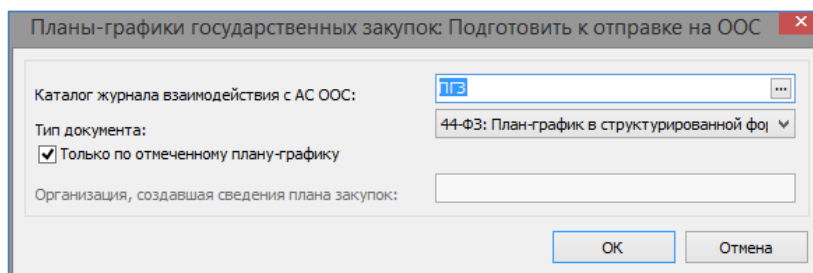 Планы-графики государственных закупок: Подготовить к отправке на ООС
Каталог журнала взаимодействия с АС ООС:
ПГЗ
...
Тип документа:
44-ФЗ: План-график в структурированной фор
Только по отмеченному плану-графику
Организация, создавшая сведения плана закупок:
ОК
Отмена